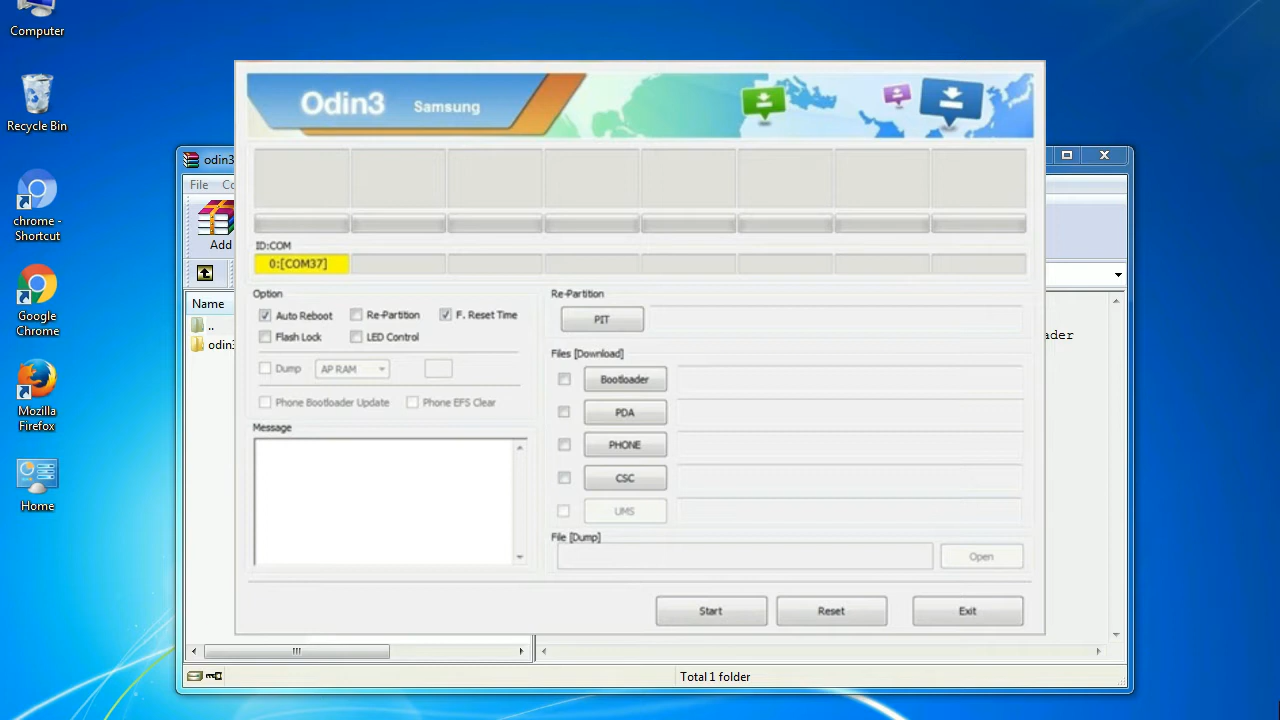 Computer
Recycle Bin
chrome -
Shortcut
Google
Chrome
Mozilla
Firefox
Home
odin3
File
Add
Name
..
odin3
Total 1 folder
Odin3 Samsung
ID:COM
0:[COM37]
Option
Auto Reboot Re-Partition F. Reset Time
Flash Lock LED Control
Dump AP RAM
Phone Bootloader Update Phone EFS Clear
Message
Re-Partition
PIT
Files [Download]
Bootloader
PDA
PHONE
CSC
UMS
File [Dump]
Open
Start Reset Exit